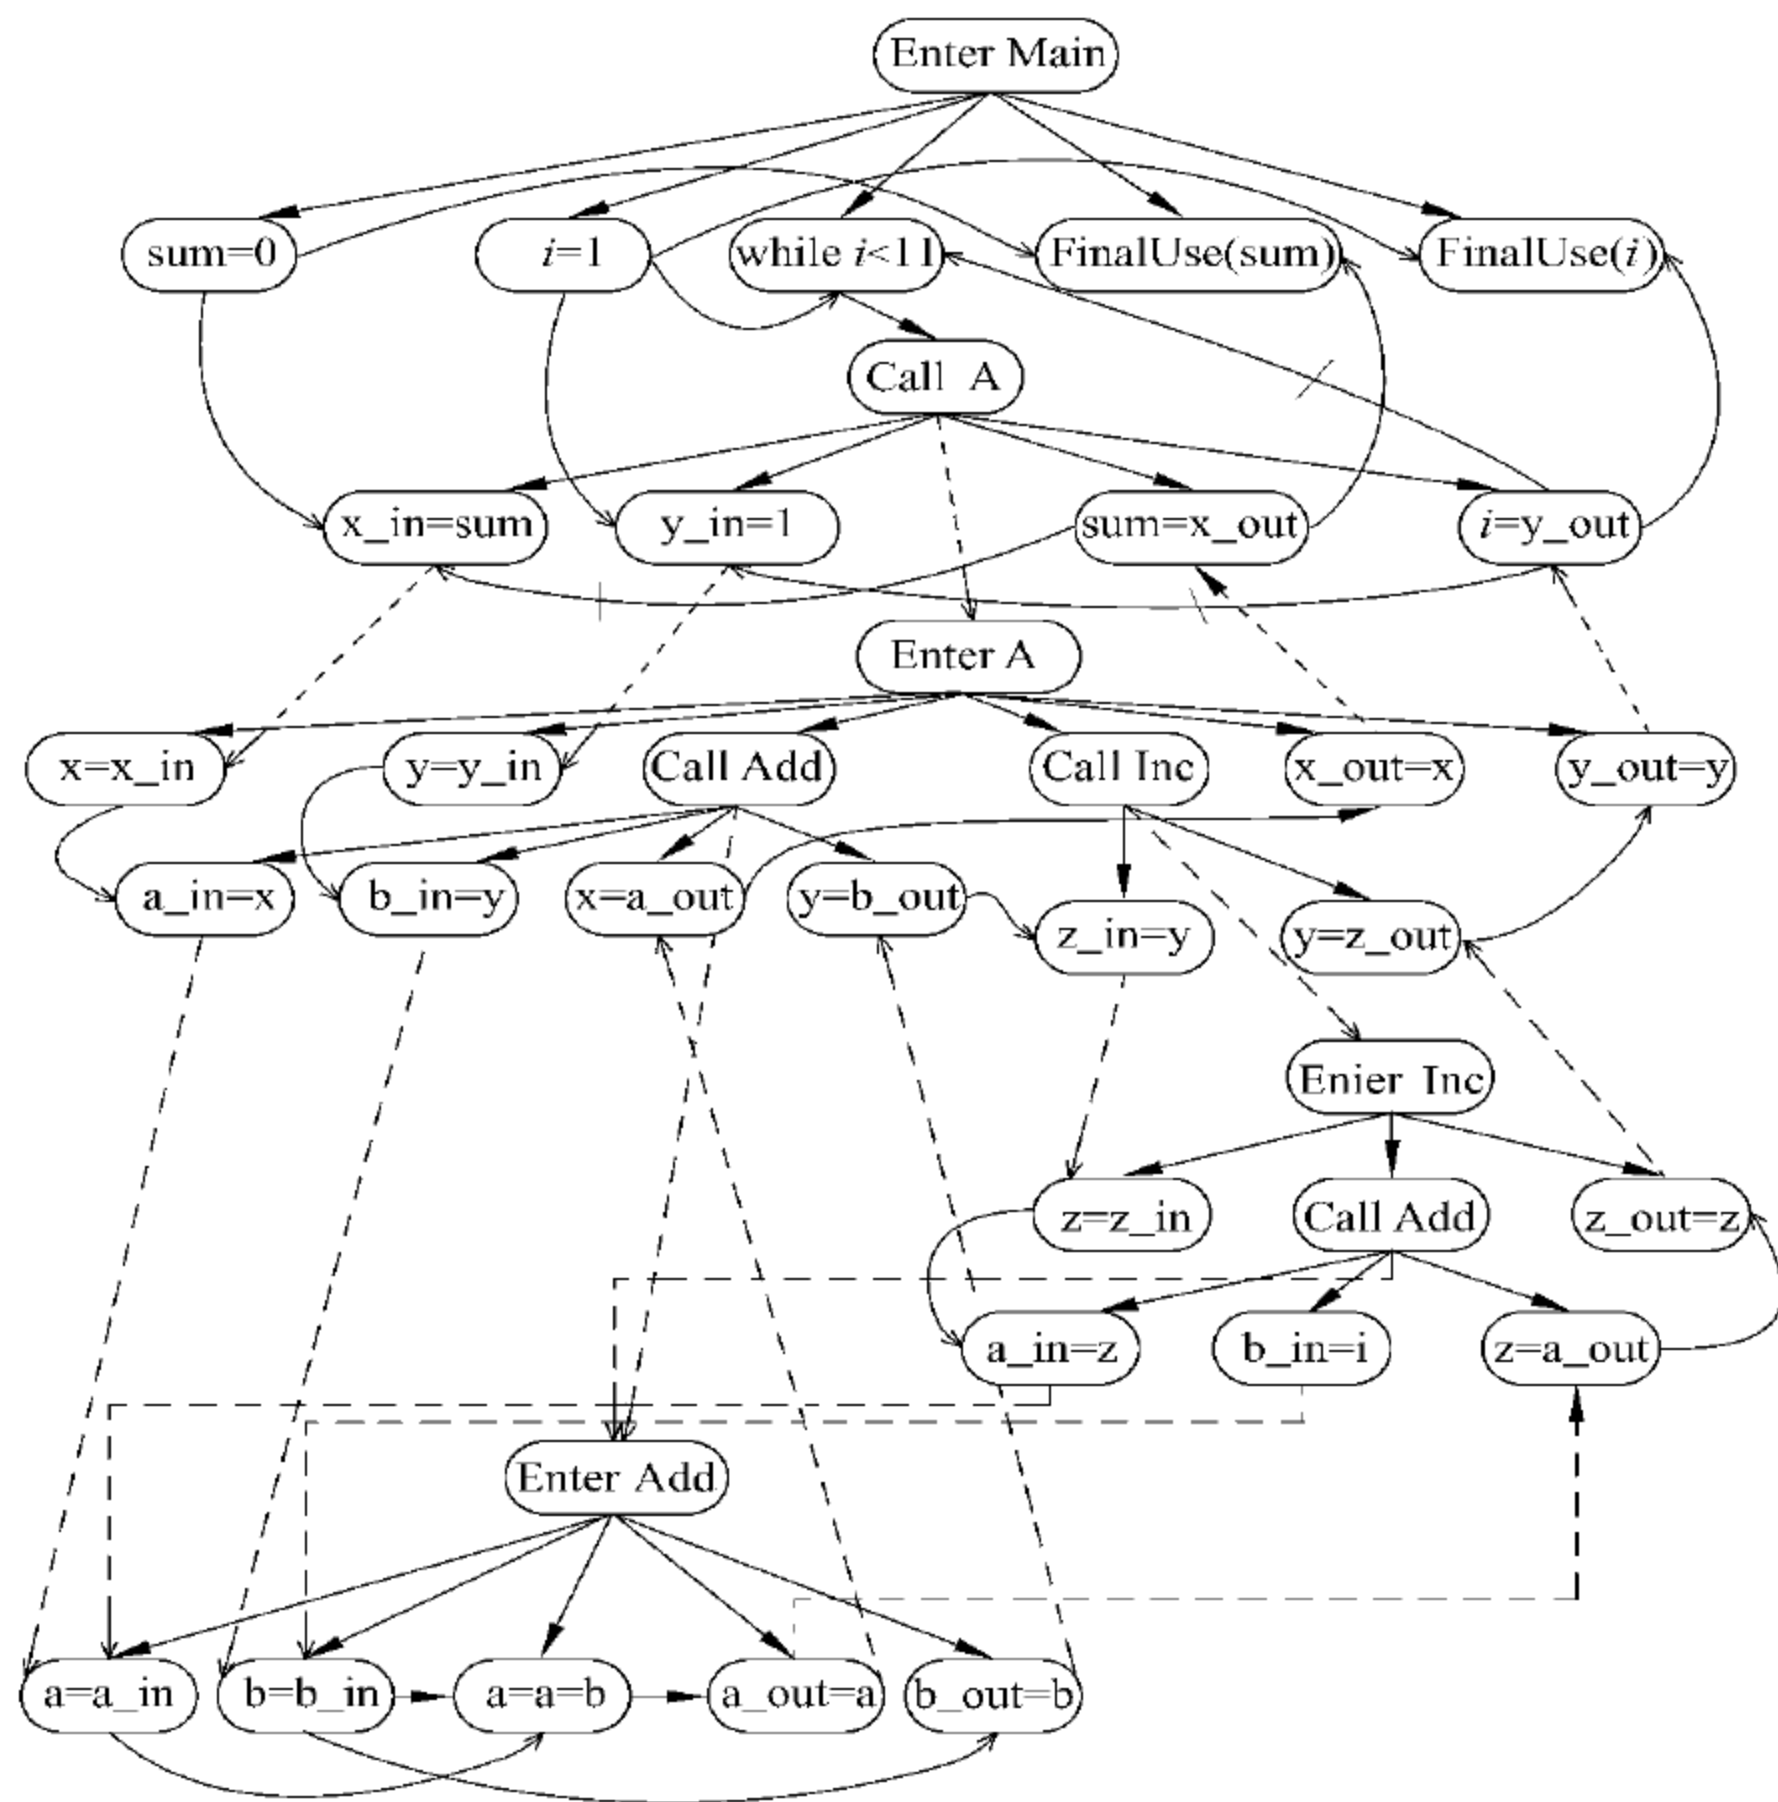 Enter Main
sum=0
i=1
while i<11
FinalUse(sum)
FinalUse(i)
Call A
x_in=sum
y_in=1
sum=x_out
i=y_out
Enter A
x=x_in
y=y_in
Call Add
Call Inc
x_out=x
y_out=y
a_in=x
b_in=y
x=a_out
y=b_out
z_in=y
y=z_out
Enier Inc
z=z_in
Call Add
z_out=z
a_in=z
b_in=i
z=a_out
Enter Add
a=a_in
b=b_in
a=a=b
a_out=a
b_out=b